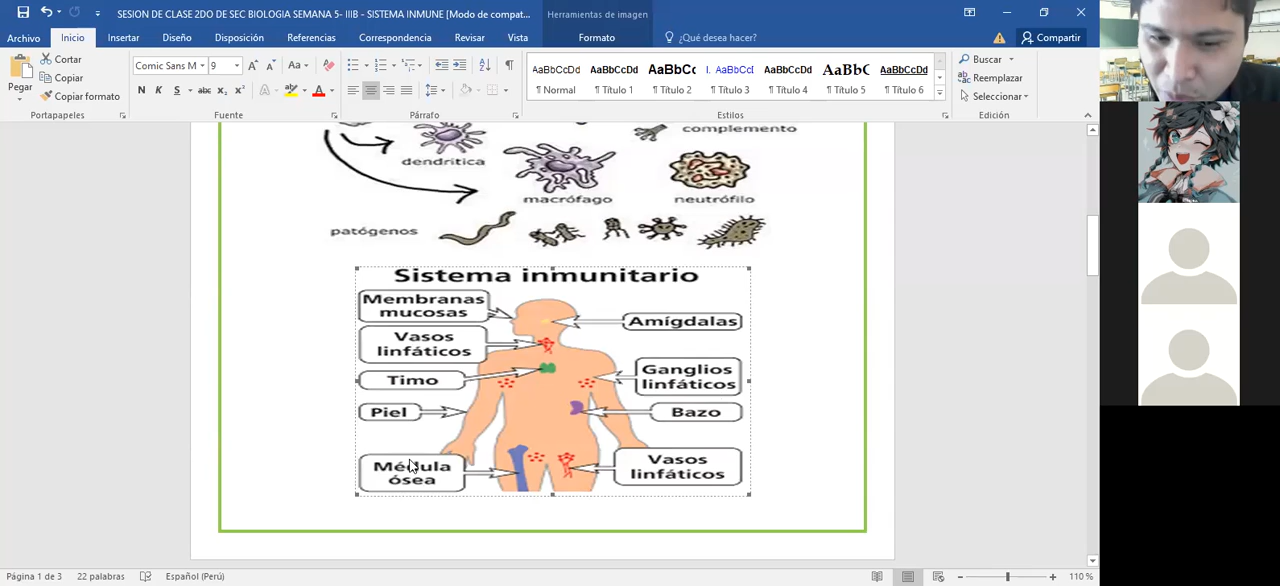 SESION DE CLASE 2DO DE SEC BIOLOGIA SEMANA 5- IIIB - SISTEMA INMUNE [Modo de compat...
Herramientas de imagen
Archivo
Inicio
Insertar
Diseño
Disposición
Referencias
Correspondencia
Revisar
Vista
Formato
¿Qué desea hacer?
Compartir
Pegar
Cortar
Copiar
Copiar formato
Portapapeles
Comic Sans M
9
Aa
N K S abc x₂ x²
Fuente
Párrafo
AaBbCcDd
¶ Normal
AaBbCcDd
¶ Título 1
AaBbCc
¶ Título 2
I. AaBbCcI
¶ Título 3
AaBbCcDd
¶ Título 4
AaBbC
¶ Título 5
AaBbCcDd
¶ Título 6
Estilos
Buscar
Reemplazar
Seleccionar
Edición
complemento
dendrítica
macrófago
neutrófilo
patógenos
Sistema inmunitario
Membranas
mucosas
Amígdalas
Vasos
linfáticos
Timo
Ganglios
linfáticos
Piel
Bazo
Médula
ósea
Vasos
linfáticos
Página 1 de 3
22 palabras
Español (Perú)
110 %